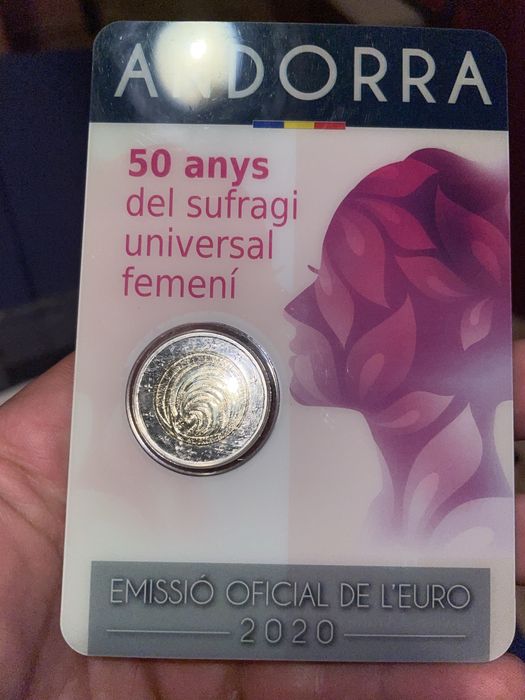 ANDORRA
50 anys
del sufragi
universal
femení
EMISSIÓ OFICIAL DE L'EURO
2020